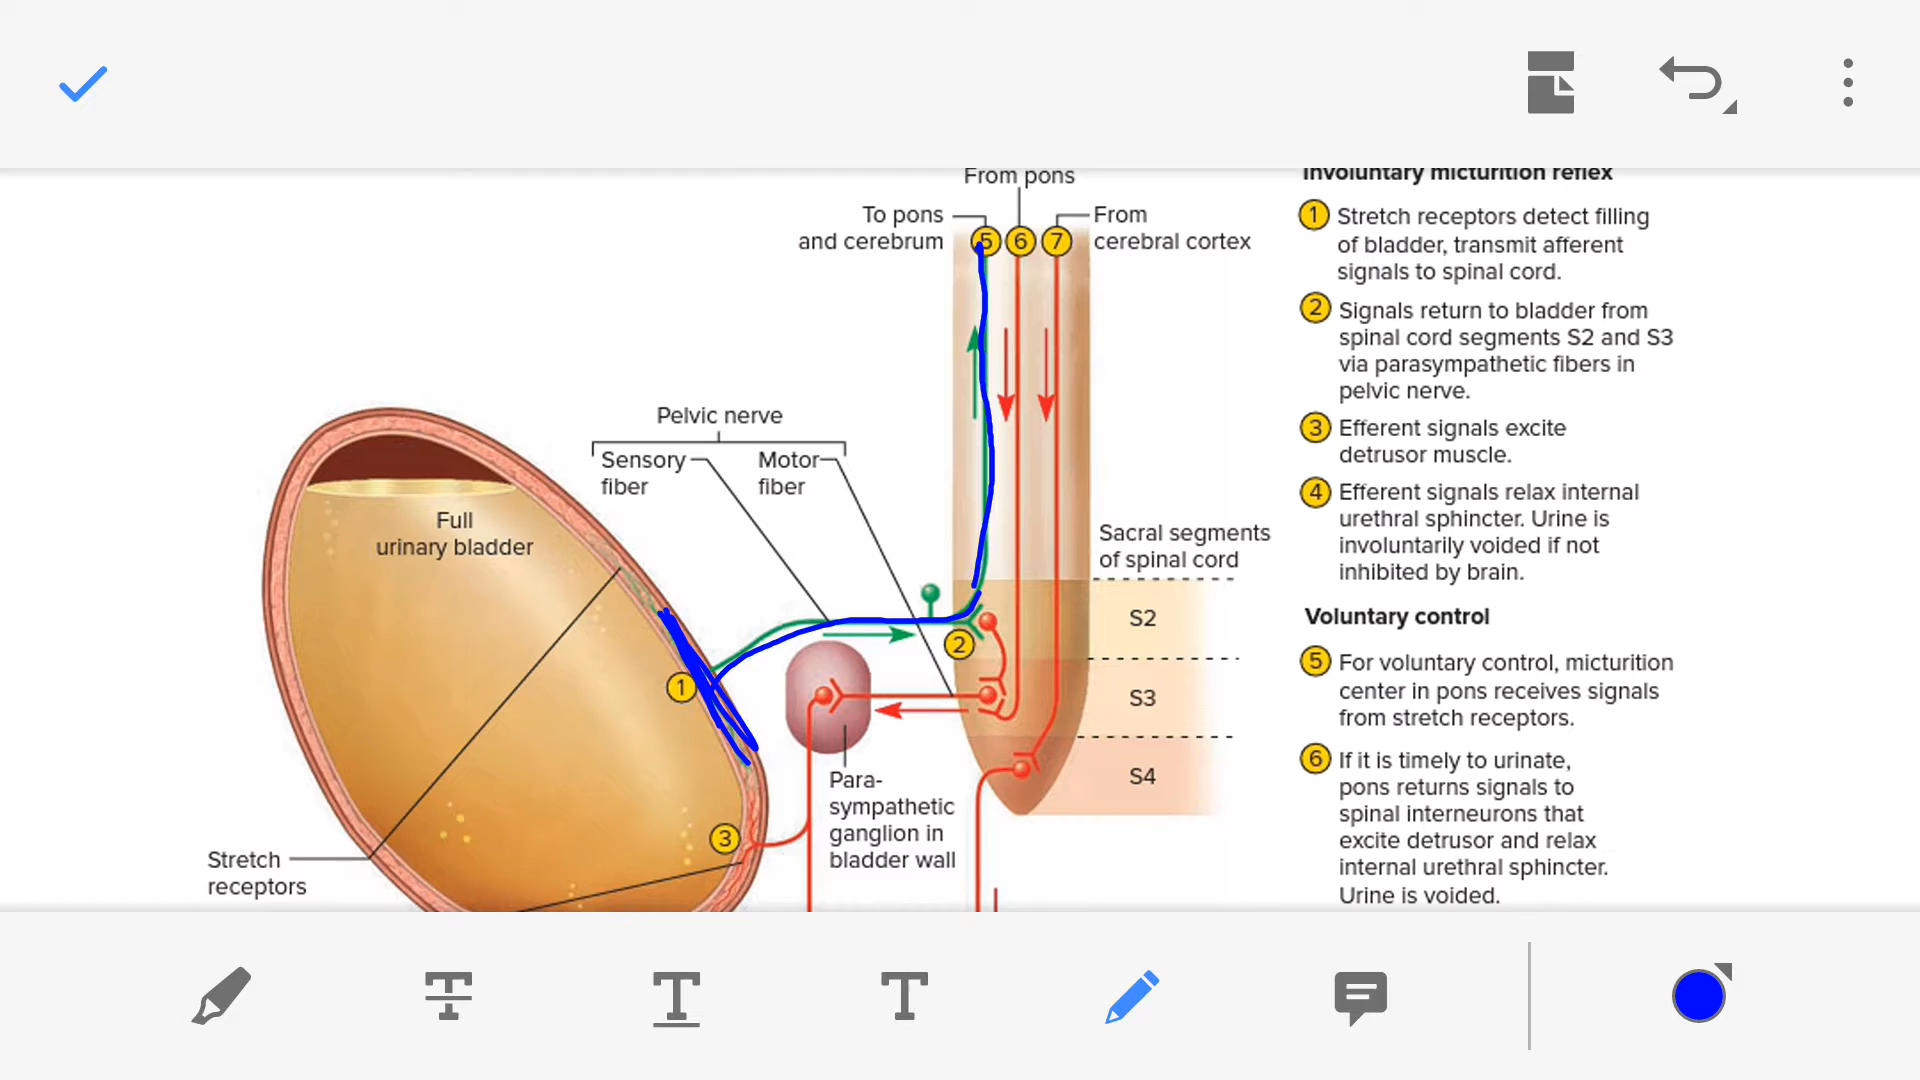 From pons
To pons
and cerebrum
5
6
7
From
cerebral cortex
Pelvic nerve
Sensory
fiber
Motor
fiber
Full
urinary bladder
Sacral segments
of spinal cord
S2
2
1
S3
S4
Para-
sympathetic
ganglion in
bladder wall
3
Stretch
receptors
Involuntary micturition reflex
1 Stretch receptors detect filling
of bladder, transmit afferent
signals to spinal cord.
2 Signals return to bladder from
spinal cord segments S2 and S3
via parasympathetic fibers in
pelvic nerve.
3 Efferent signals excite
detrusor muscle.
4 Efferent signals relax internal
urethral sphincter. Urine is
involuntarily voided if not
inhibited by brain.
Voluntary control
5 For voluntary control, micturition
center in pons receives signals
from stretch receptors.
6 If it is timely to urinate,
pons returns signals to
spinal interneurons that
excite detrusor and relax
internal urethral sphincter.
Urine is voided.
T
T
T